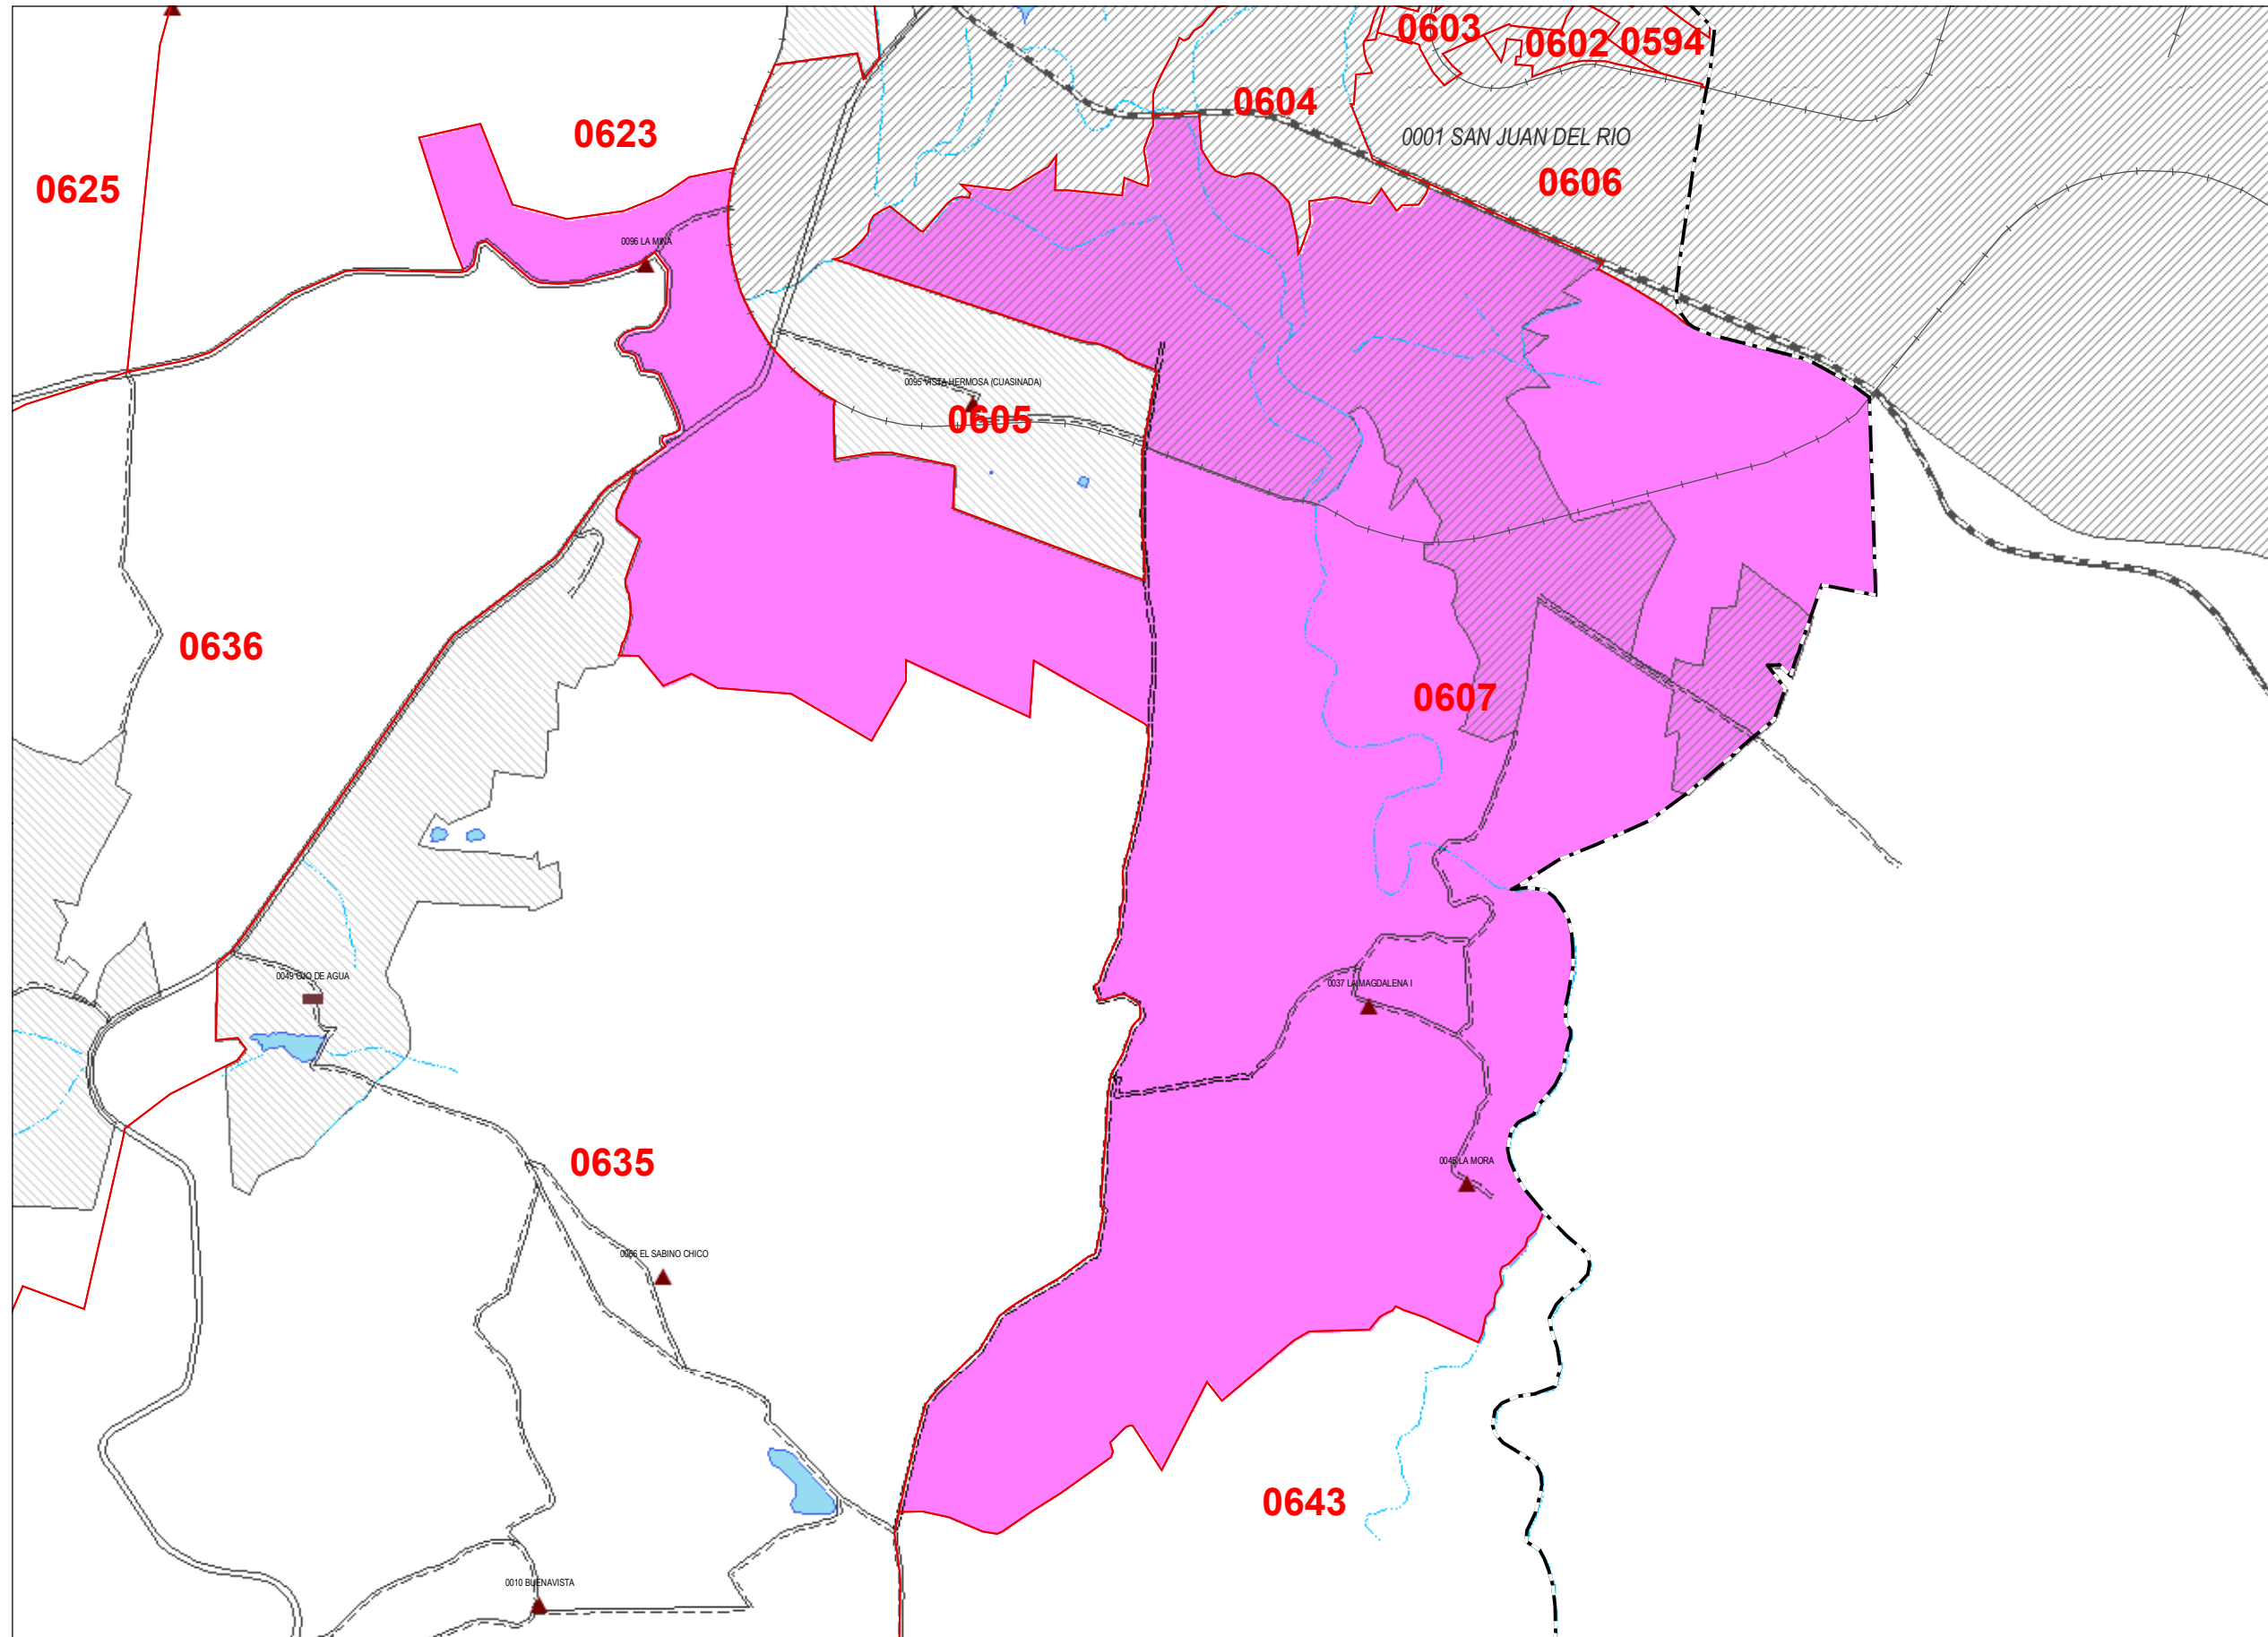 0603
0602
0594
0604
0623
0001 SAN JUAN DEL RIO
0625
0606
0096 LA MINA
0095 VISTA HERMOSA (CUASINADA)
0605
0636
0607
0049 OJO DE AGUA
0037 LA MAGDALENA I
0635
0045 LA MORA
0066 EL SABINO CHICO
0643
0010 BUENAVISTA